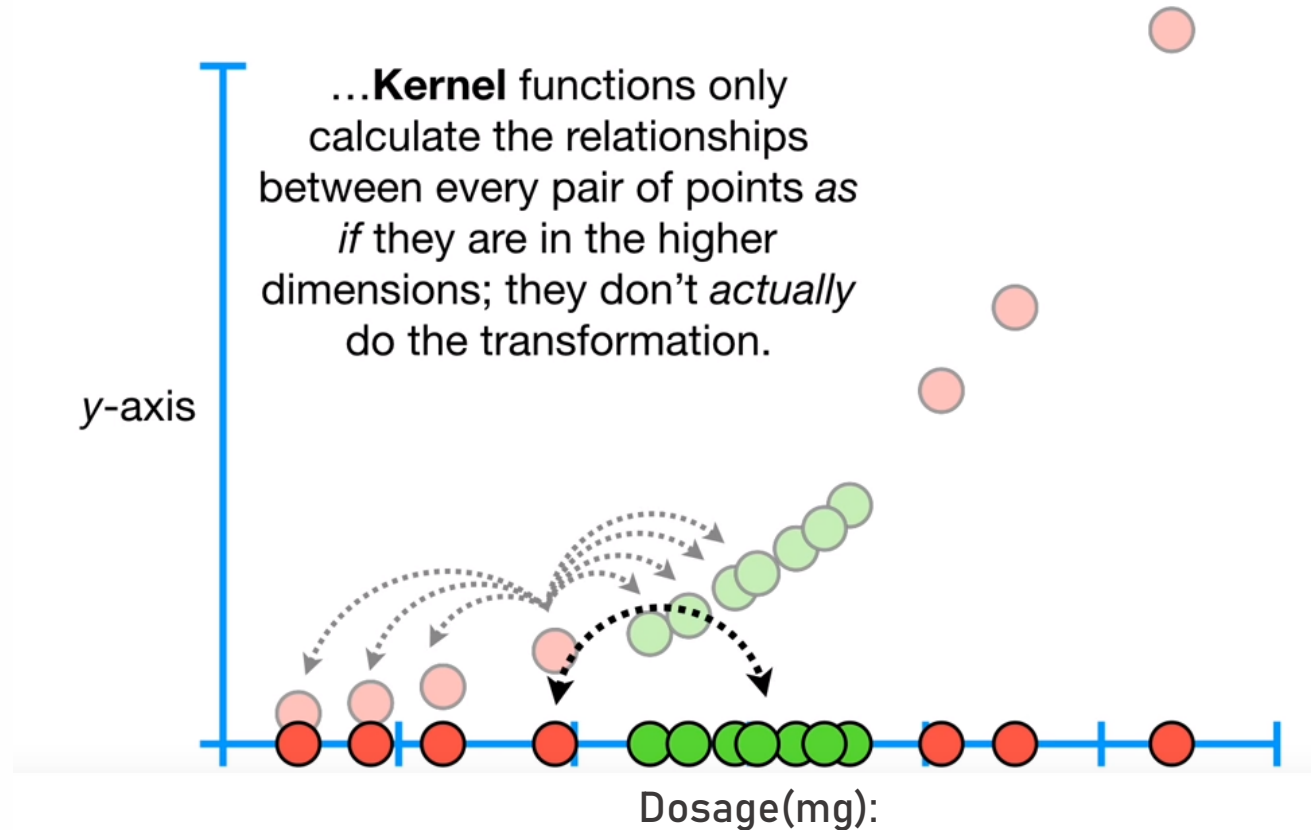 ...Kernel functions only
calculate the relationships
between every pair of points as
if they are in the higher
dimensions; they don't actually
do the transformation.
y-axis
Dosage(mg):